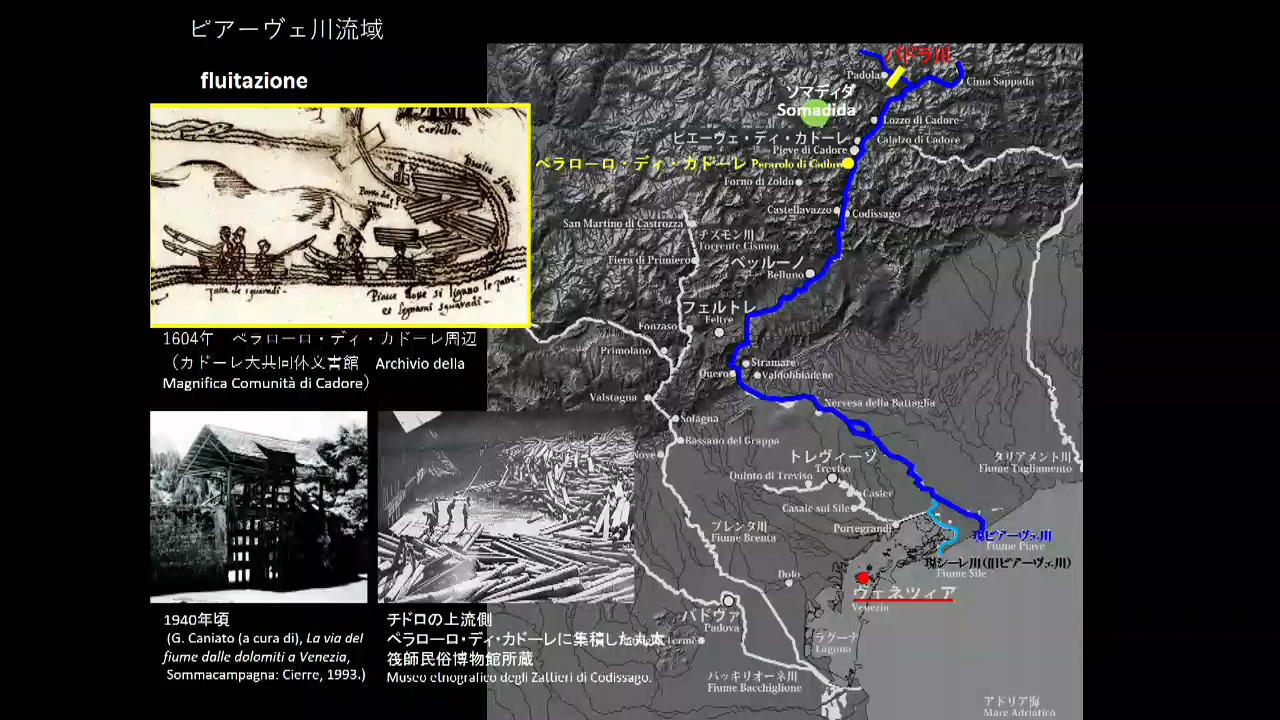 ピアーヴェ川流域
fluitazione
Castello.
1604年　ペラローロ・ディ・カドーレ周辺
（カドーレ大共同体文書館　Archivio della
Magnifica Comunità di Cadore）
1940年頃
(G. Caniato (a cura di), La via del
fiume dalle dolomiti a Venezia,
Sommacampagna: Cierre, 1993.)
チドロの上流側
ペラローロ・ディ・カドーレに集積した丸太
筏師民俗博物館所蔵
Museo etnografico degli Zattieri di Codissago.
パドラ川
Padola
Cima Sappada
ソマディダ
Somadida
Lozzo di Cadore
ピエーヴェ・ディ・カドーレ
Calalzo di Cadore
Pieve di Cadore
ペラローロ・ディ・カドーレ Perarolo di Cadore
Forno di Zoldo
Castellavazzo
Codissago
San Martino di Castrozza
チズモン川
Torrente Cismon
Fiera di Primiero
ベッルーノ
Belluno
フェルトレ
Feltre
Fonzaso
Primolano
Stramare
Quero
Valdobbiadene
Valstagna
Nervesa della Battaglia
Solagna
Bassano del Grappa
Nove
トレヴィーゾ
Treviso
タリアメント川
Fiume Tagliamento
Quinto di Treviso
Casier
Casale sul Sile
Portegrandi
ブレンタ川
Fiume Brenta
現ピアーヴェ川
Fiume Piave
現シーレ川（旧ピアーヴェ川）
Fiume Sile
Dolo
ヴェネツィア
Venezia
パドヴァ
Padova
Terme
ラグーナ
Laguna
バッキリオーネ川
Fiume Bacchiglione
アドリア海
Mare Adriatico